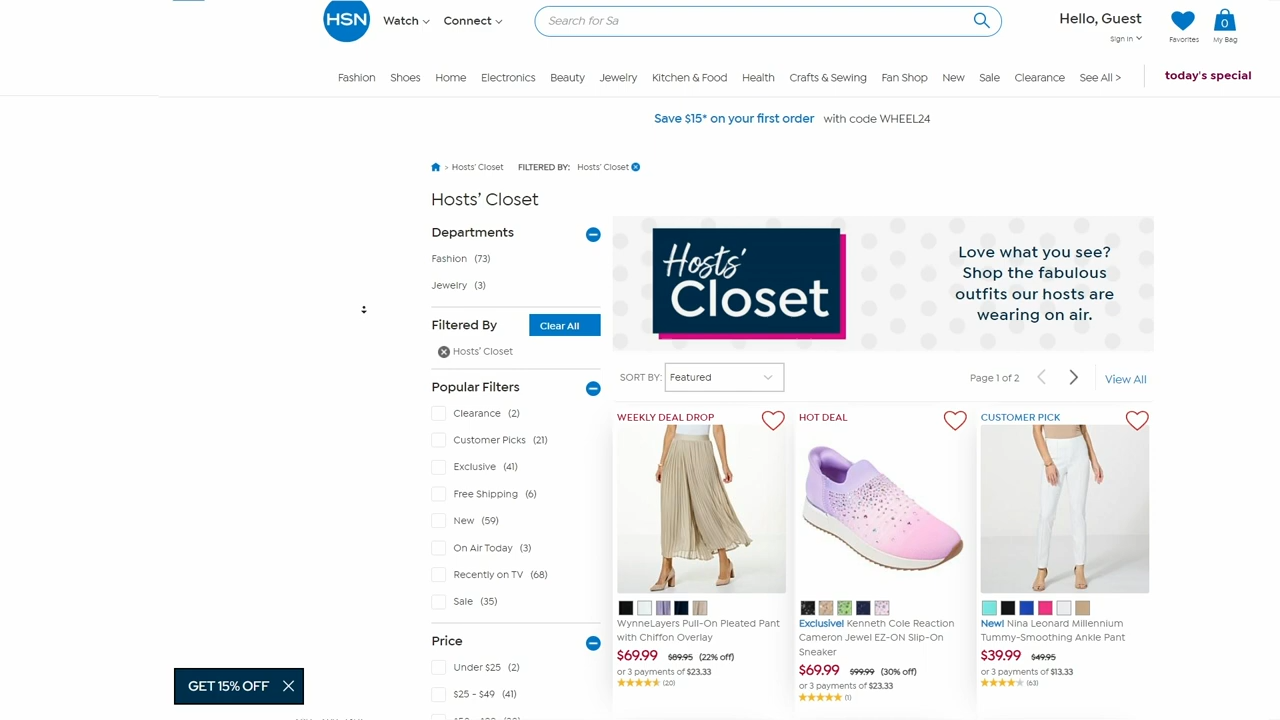 HSN
Watch
Connect
Search for Sa
Hello, Guest
Sign In
Favorites
0
My Bag
Fashion Shoes Home Electronics Beauty Jewelry Kitchen & Food Health Crafts & Sewing Fan Shop New Sale Clearance See All >
today's special
Save $15* on your first order with code WHEEL24
> Hosts' Closet FILTERED BY: Hosts' Closet
Hosts' Closet
Departments
Fashion (73)
Jewelry (3)
Filtered By
Clear All
Hosts' Closet
Popular Filters
Clearance (2)
Customer Picks (21)
Exclusive (41)
Free Shipping (6)
New (59)
On Air Today (3)
Recently on TV (68)
Sale (35)
Price
Under $25 (2)
$25 - $49 (41)
Hosts'
Closet
Love what you see?
Shop the fabulous
outfits our hosts are
wearing on air.
SORT BY: Featured
Page 1 of 2
View All
WEEKLY DEAL DROP
WynneLayers Pull-On Pleated Pant
with Chiffon Overlay
$69.99 $89.95 (22% off)
or 3 payments of $23.33
(20)
HOT DEAL
Exclusive! Kenneth Cole Reaction
Cameron Jewel EZ-ON Slip-On
Sneaker
$69.99 $99.99 (30% off)
or 3 payments of $23.33
(1)
CUSTOMER PICK
New! Nina Leonard Millennium
Tummy-Smoothing Ankle Pant
$39.99 $49.95
or 3 payments of $13.33
(63)
GET 15% OFF